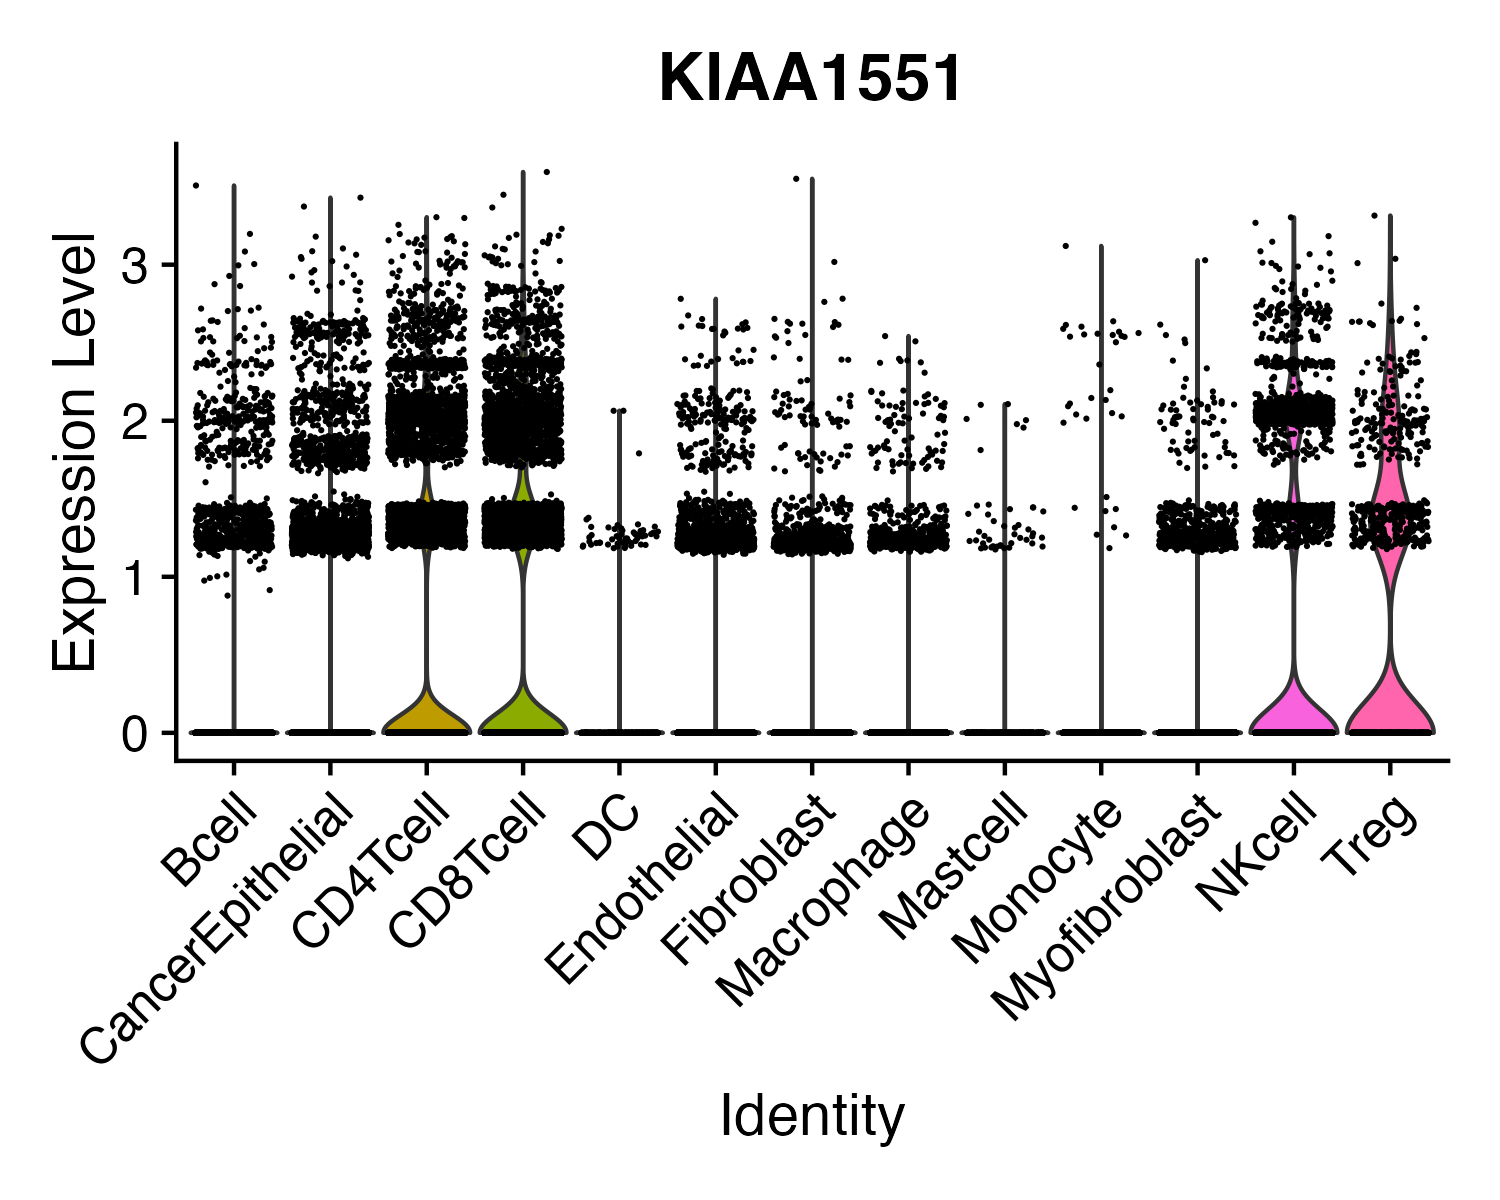 KIAA1551
Expression Level
3
2
1
0
Bcell
CancerEpithelial
CD4Tcell
CD8Tcell
DC
Endothelial
Fibroblast
Macrophage
Mastcell
Monocyte
Myofibroblast
NKcell
Treg
Identity